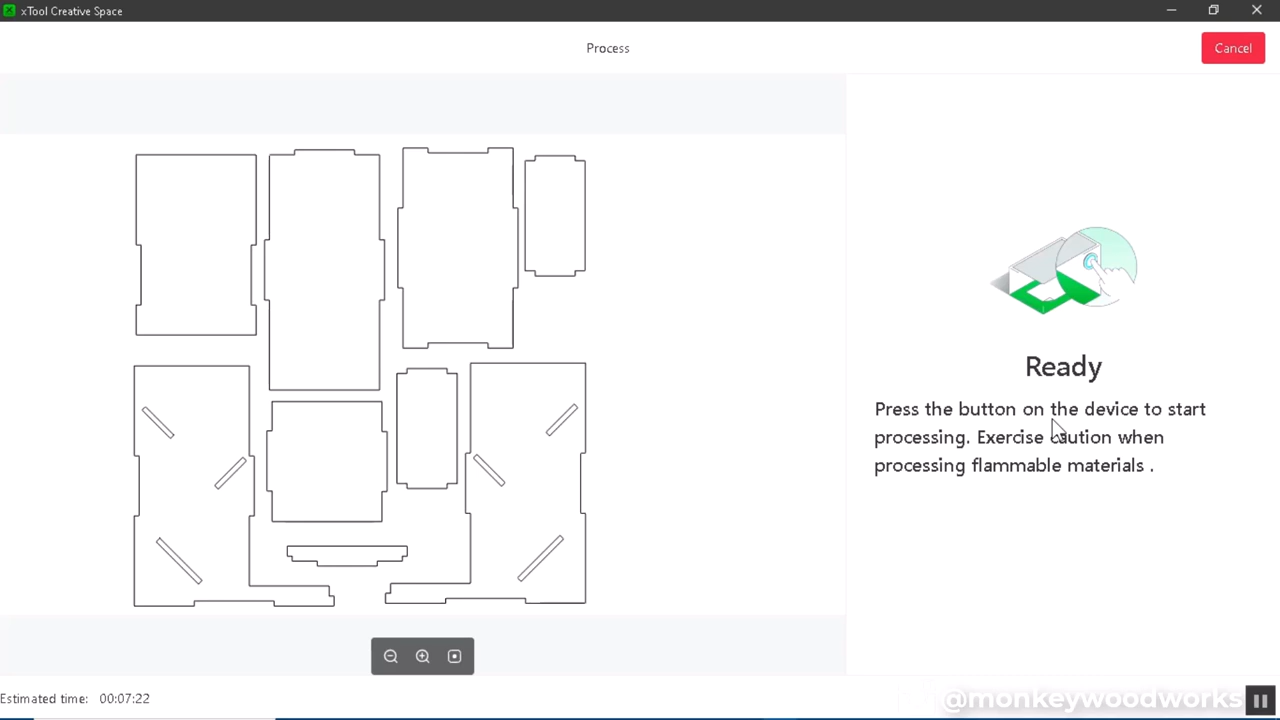 xTool Creative Space
Process
Cancel
Ready
Press the button on the device to start
processing. Exercise caution when
processing flammable materials .
Estimated time: 00:07:22
@monkeywoodworks